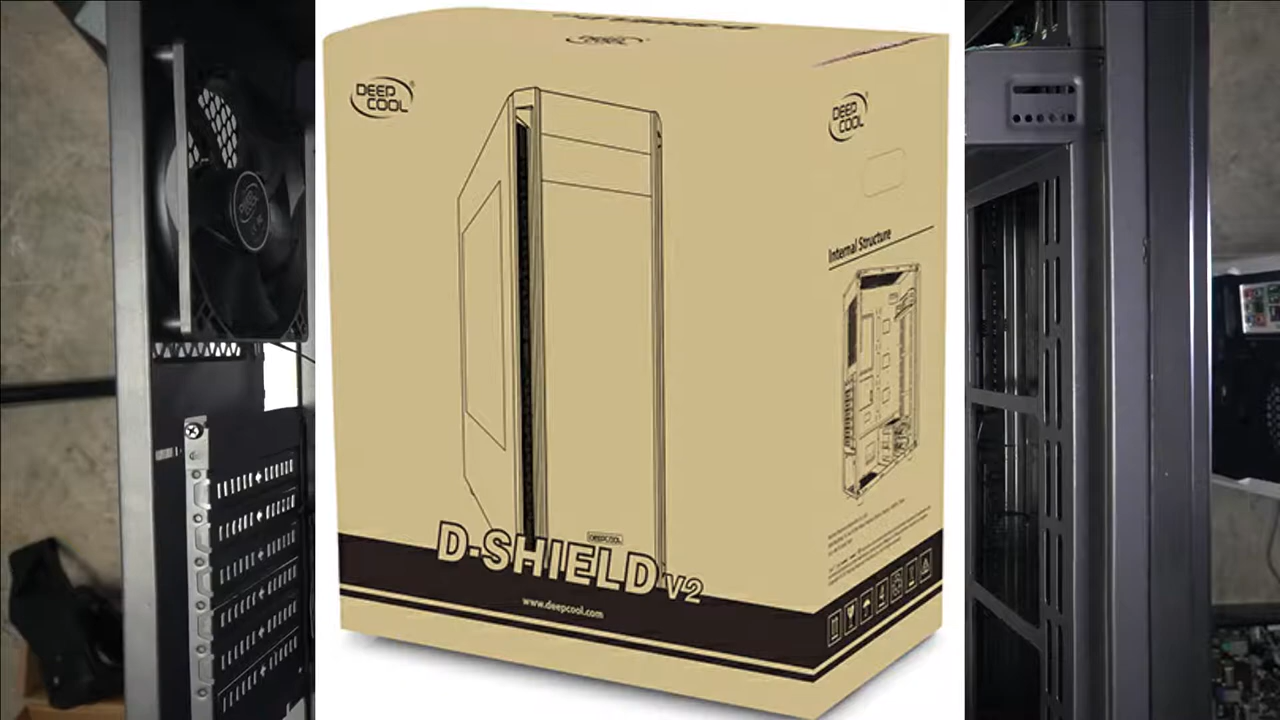 DEEP
COOL
DEEP
COOL
Internal Structure
DEEPCOOL
D-SHIELD V2
www.deepcool.com